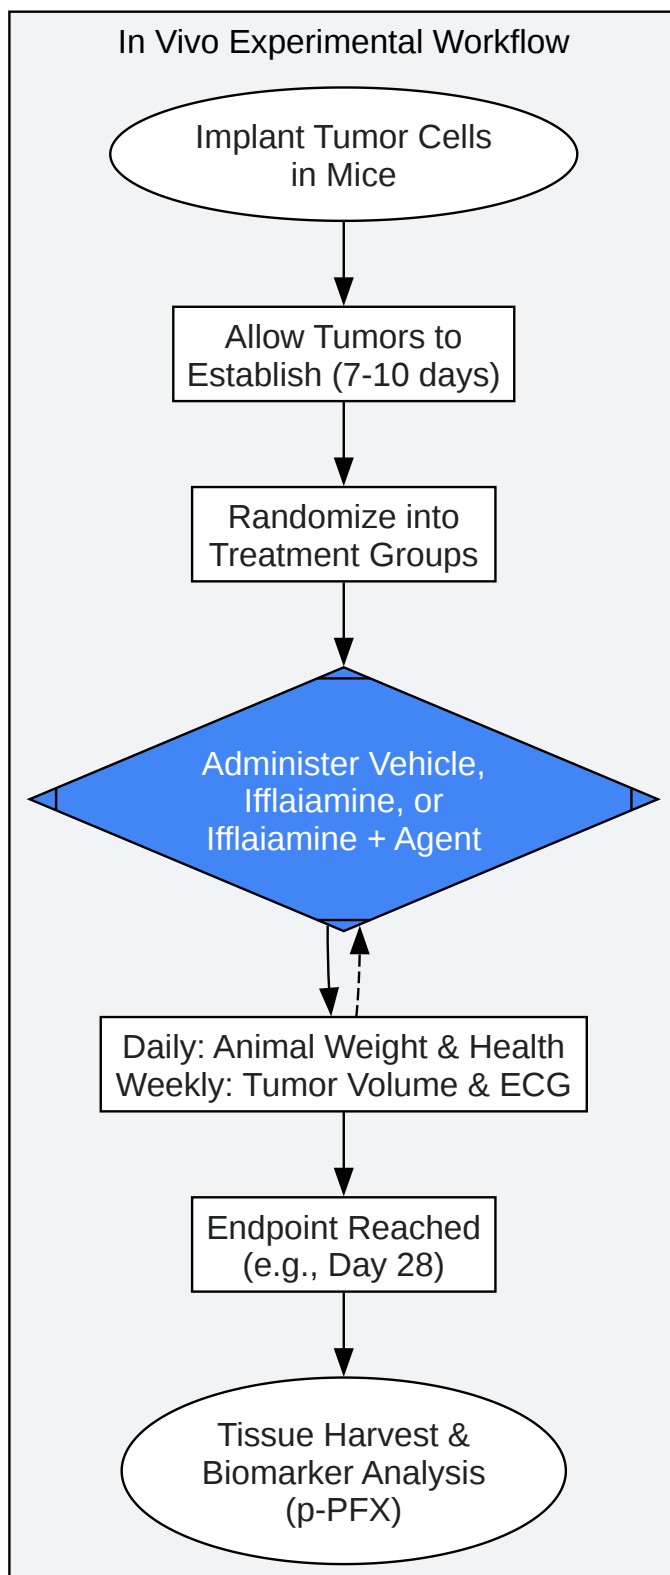 In Vivo Experimental Workflow
Implant Tumor Cells
in Mice
Allow Tumors to
Establish (7-10 days)
Randomize into
Treatment Groups
Administer Vehicle,
Ifflaiamine, or
Ifflaiamine + Agent
Daily: Animal Weight & Health
Weekly: Tumor Volume & ECG
Endpoint Reached
(e.g., Day 28)
Tissue Harvest &
Biomarker Analysis
(p-PFX)